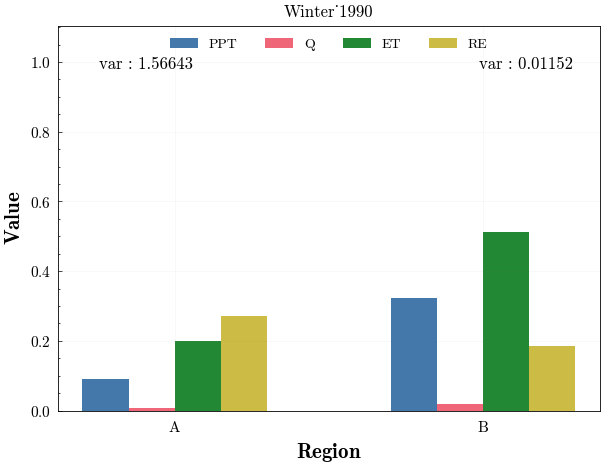 Winter˙1990
PPT Q ET RE
var : 1.56643 var : 0.01152
1.0
0.8
0.6
0.4
0.2
0.0
Value
A B
Region